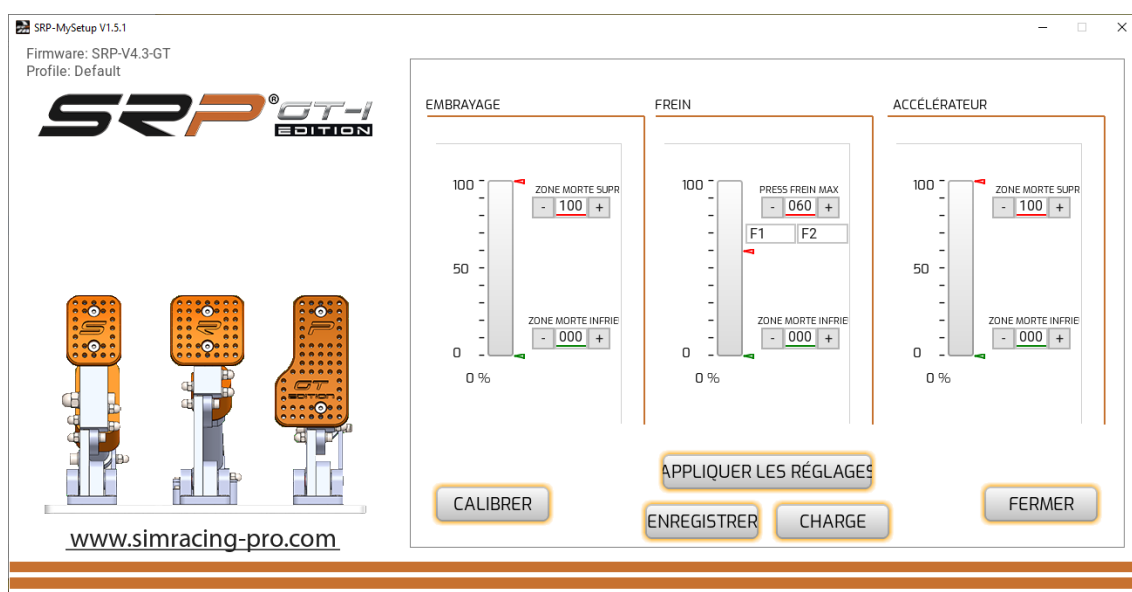 SRP-MySetup V1.5.1
Firmware: SRP-V4.3-GT
Profile: Default
SRP® GT-I
EDITION
EMBRAYAGE
100
50
0
0 %
ZONE MORTE SUPR
- 100 +
ZONE MORTE INFRIE
- 000 +
FREIN
100
50
0
0 %
PRESS FREIN MAX
- 060 +
F1 F2
ZONE MORTE INFRIE
- 000 +
ACCÉLÉRATEUR
100
50
0
0 %
ZONE MORTE SUPR
- 100 +
ZONE MORTE INFRIE
- 000 +
S R P
GT
EDITION
www.simracing-pro.com
APPLIQUER LES RÉGLAGES
CALIBRER
ENREGISTRER
CHARGE
FERMER